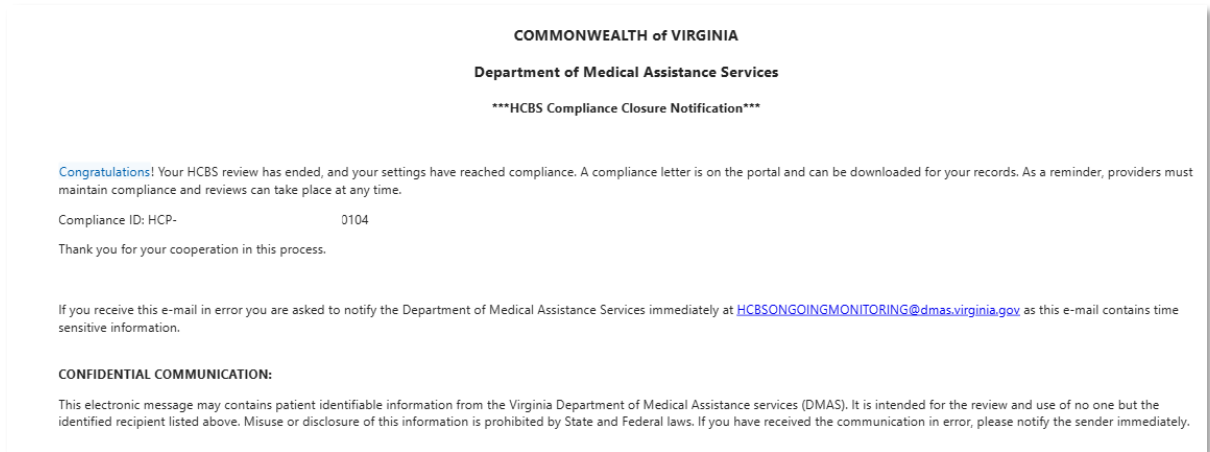 COMMONWEALTH of VIRGINIA
Department of Medical Assistance Services
***HCBS Compliance Closure Notification***
Congratulations! Your HCBS review has ended, and your settings have reached compliance. A compliance letter is on the portal and can be downloaded for your records. As a reminder, providers must
maintain compliance and reviews can take place at any time.
Compliance ID: HCP- 0104
Thank you for your cooperation in this process.
If you receive this e-mail in error you are asked to notify the Department of Medical Assistance Services immediately at HCBSONGOINGMONITORING@dmas.virginia.gov as this e-mail contains time
sensitive information.
CONFIDENTIAL COMMUNICATION:
This electronic message may contains patient identifiable information from the Virginia Department of Medical Assistance services (DMAS). It is intended for the review and use of no one but the
identified recipient listed above. Misuse or disclosure of this information is prohibited by State and Federal laws. If you have received the communication in error, please notify the sender immediately.